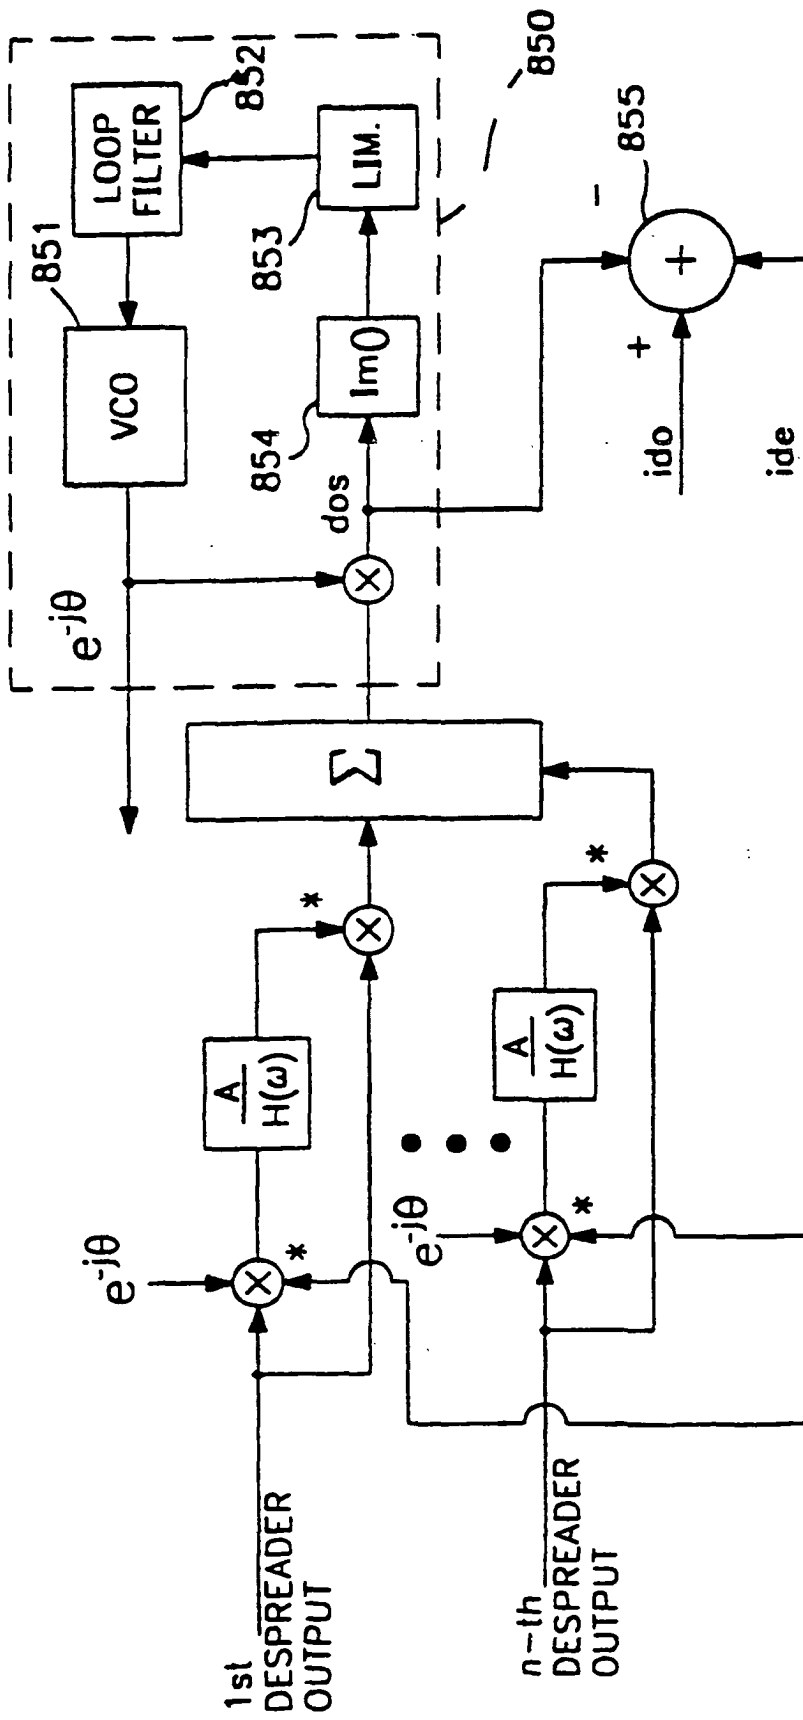 1st
DESPREADER
OUTPUT
e-jθ
*
A
H(ω)
*
n-th
DESPREADER
OUTPUT
e-jθ
*
A
H(ω)
*
Σ
e-jθ
VCO
851
LOOP
FILTER
852
dos
854
Im()
853
LIM.
850
855
+
-
+
ido
ide